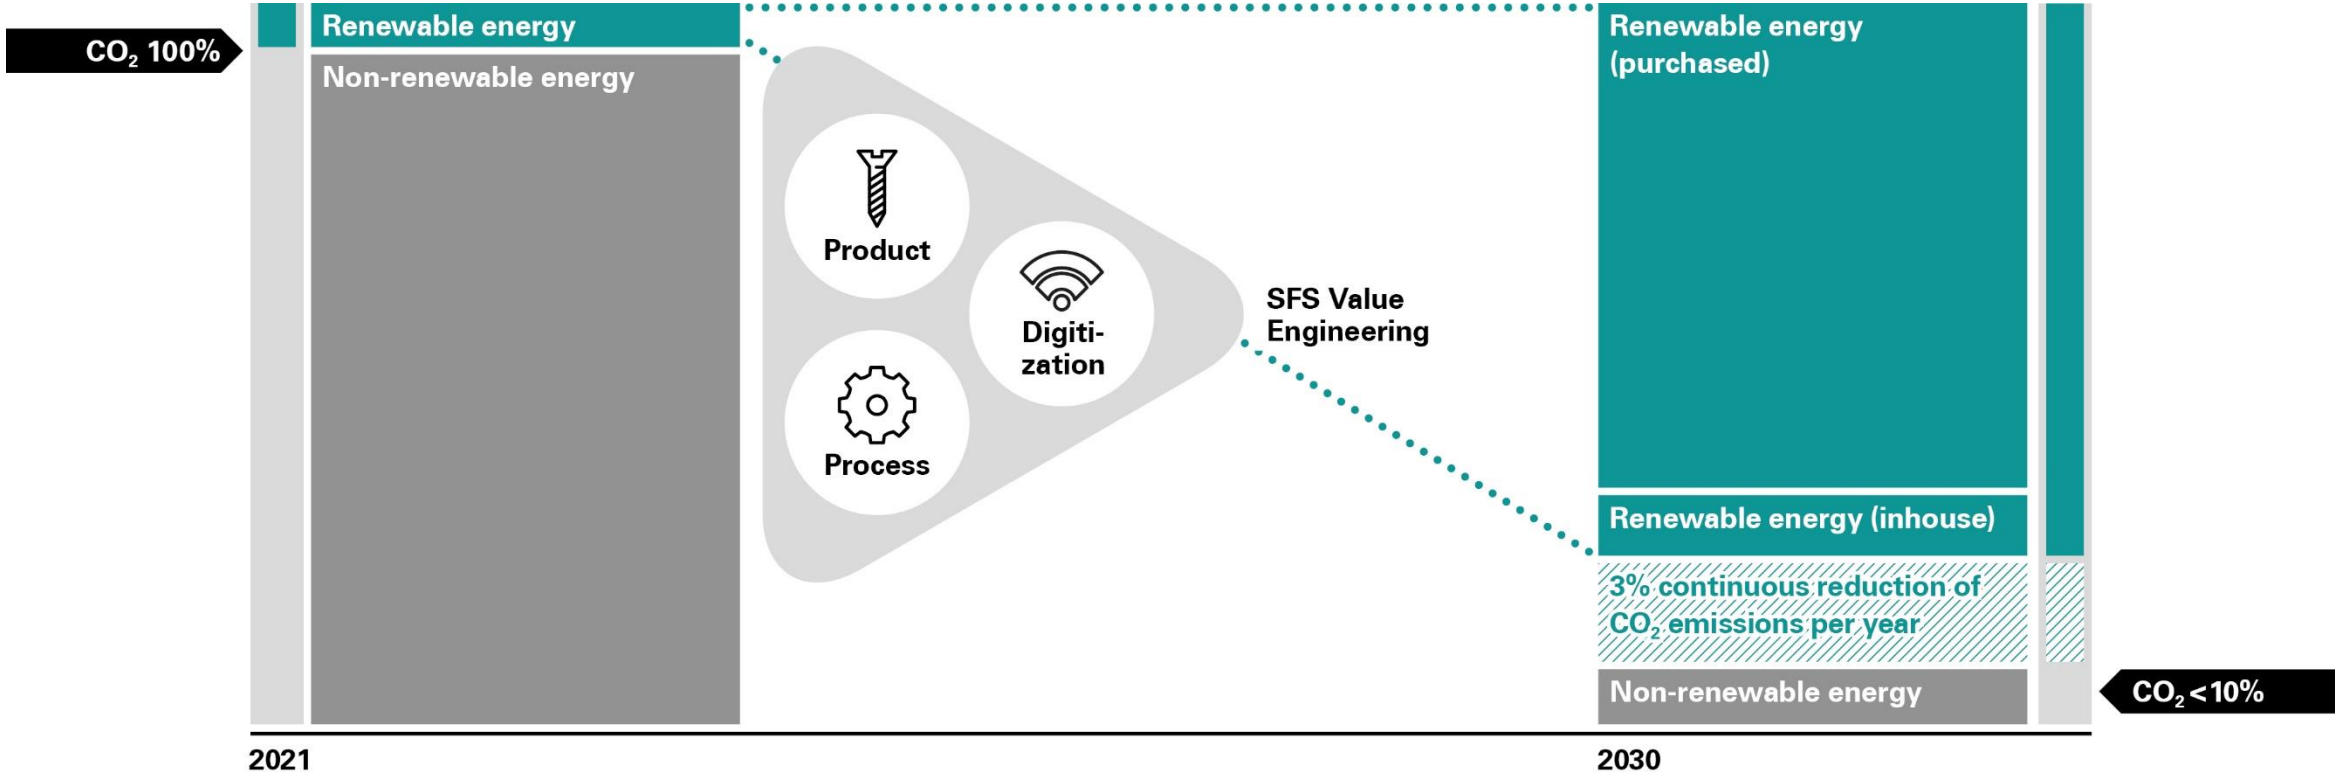 CO₂ 100%
Renewable energy
Non-renewable energy
Product
Process
Digiti-
zation
SFS Value
Engineering
Renewable energy
(purchased)
Renewable energy (inhouse)
3% continuous reduction of
CO₂ emissions per year
Non-renewable energy
CO₂ < 10%
2021
2030